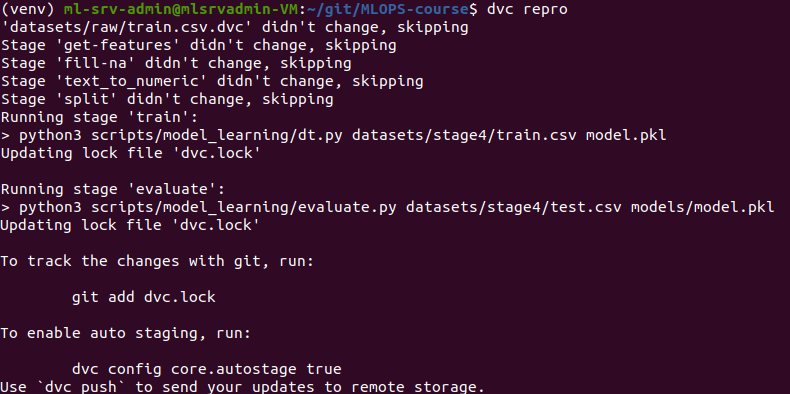 (venv) ml-srv-admin@mlsrvadmin-VM:~/git/MLOPS-course$ dvc repro
'datasets/raw/train.csv.dvc' didn't change, skipping
Stage 'get-features' didn't change, skipping
Stage 'fill-na' didn't change, skipping
Stage 'text_to_numeric' didn't change, skipping
Stage 'split' didn't change, skipping
Running stage 'train':
> python3 scripts/model_learning/dt.py datasets/stage4/train.csv model.pkl
Updating lock file 'dvc.lock'
Running stage 'evaluate':
> python3 scripts/model_learning/evaluate.py datasets/stage4/test.csv models/model.pkl
Updating lock file 'dvc.lock'
To track the changes with git, run:
git add dvc.lock
To enable auto staging, run:
dvc config core.autostage true
Use `dvc push` to send your updates to remote storage.